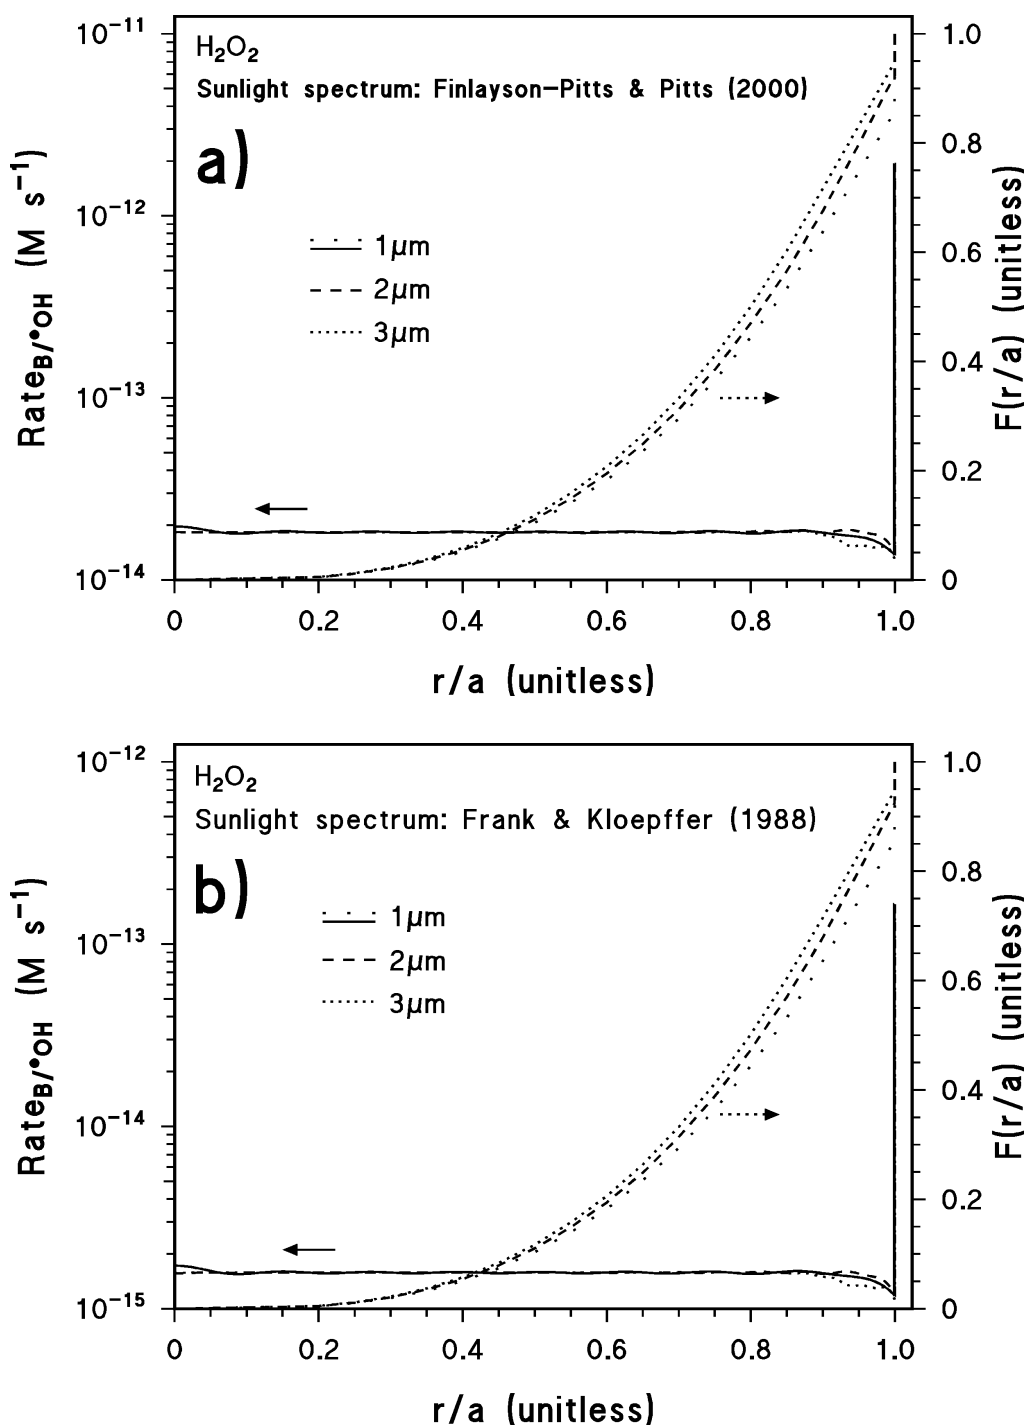 10⁻¹¹
H₂O₂
Sunlight spectrum: Finlayson–Pitts & Pitts (2000)
a)
1µm
2µm
3µm
10⁻¹²
10⁻¹³
10⁻¹⁴
Rate_B/•OH (M s⁻¹)
1.0
0.8
0.6
0.4
0.2
0
F(r/a) (unitless)
0 0.2 0.4 0.6 0.8 1.0
r/a (unitless)
10⁻¹²
H₂O₂
Sunlight spectrum: Frank & Kloepffer (1988)
b)
1µm
2µm
3µm
10⁻¹³
10⁻¹⁴
10⁻¹⁵
Rate_B/•OH (M s⁻¹)
1.0
0.8
0.6
0.4
0.2
0
F(r/a) (unitless)
0 0.2 0.4 0.6 0.8 1.0
r/a (unitless)